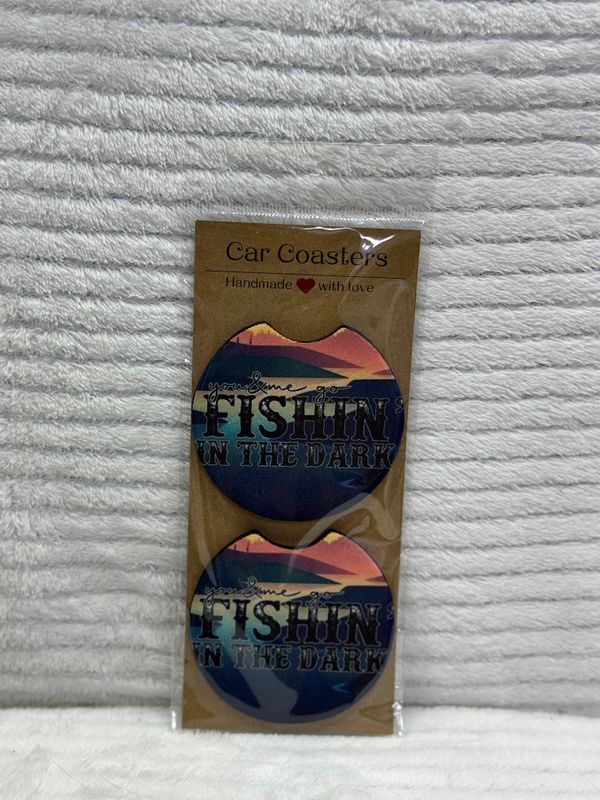 Car Coasters
Handmade ❤ with love
you & me go
FISHIN'
IN THE DARK
you & me go
FISHIN'
IN THE DARK